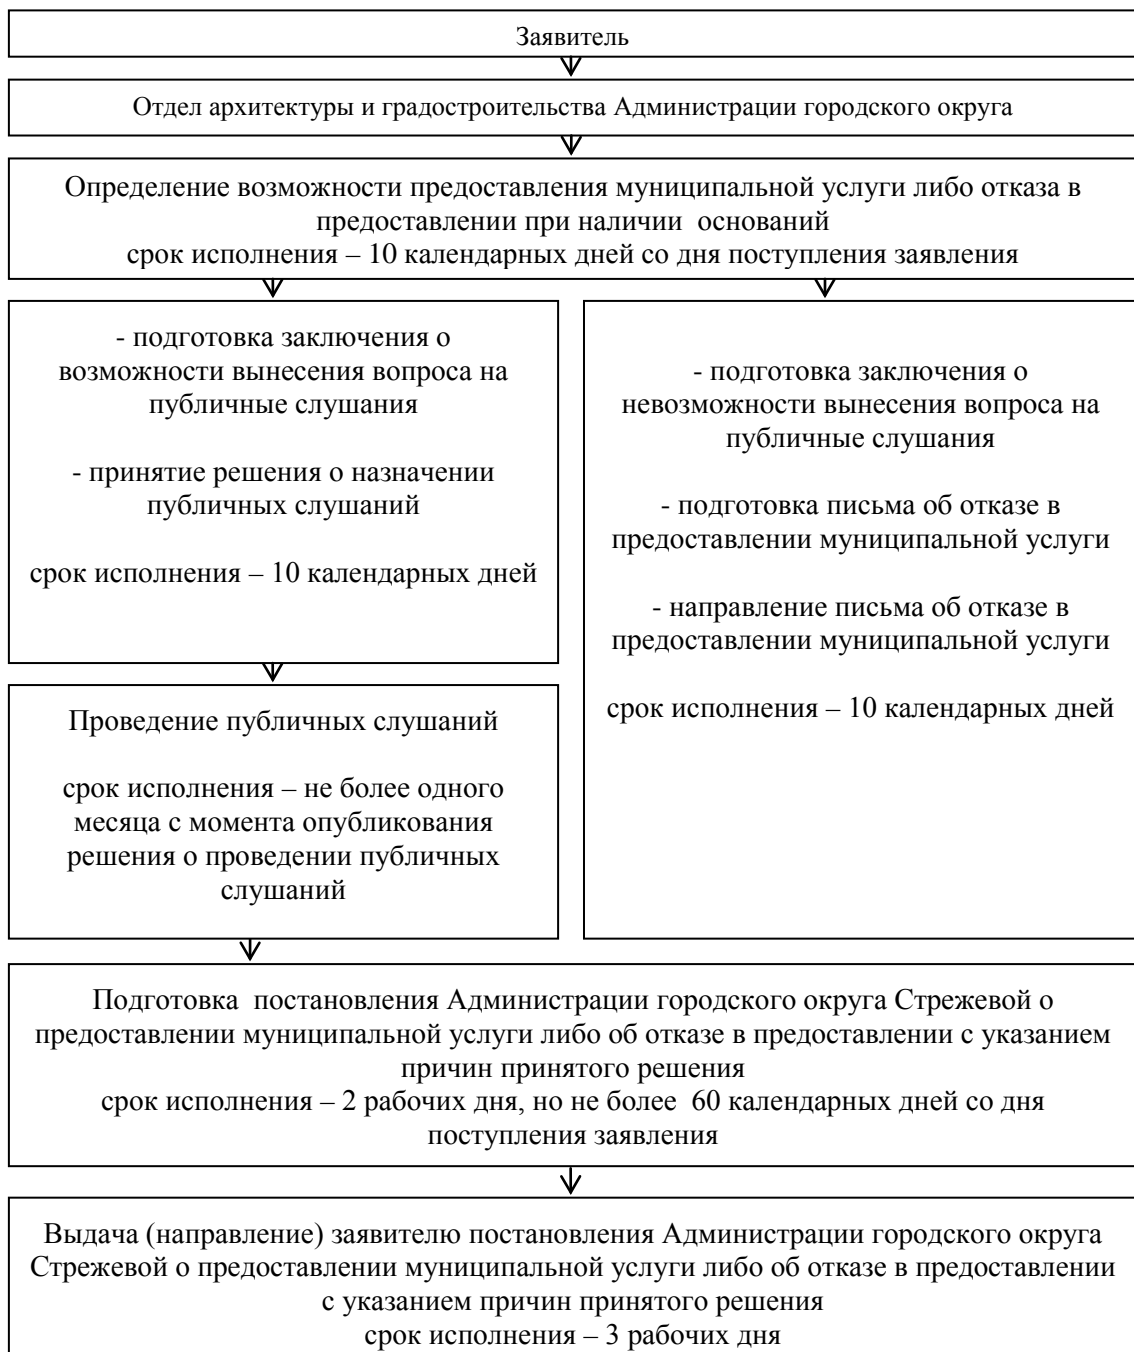 Заявитель
Отдел архитектуры и градостроительства Администрации городского округа
Определение возможности предоставления муниципальной услуги либо отказа в
предоставлении при наличии оснований
срок исполнения – 10 календарных дней со дня поступления заявления
- подготовка заключения о
возможности вынесения вопроса на
публичные слушания
- принятие решения о назначении
публичных слушаний
срок исполнения – 10 календарных дней
- подготовка заключения о
невозможности вынесения вопроса на
публичные слушания
- подготовка письма об отказе в
предоставлении муниципальной услуги
- направление письма об отказе в
предоставлении муниципальной услуги
срок исполнения – 10 календарных дней
Проведение публичных слушаний
срок исполнения – не более одного
месяца с момента опубликования
решения о проведении публичных
слушаний
Подготовка постановления Администрации городского округа Стрежевой о
предоставлении муниципальной услуги либо об отказе в предоставлении с указанием
причин принятого решения
срок исполнения – 2 рабочих дня, но не более 60 календарных дней со дня
поступления заявления
Выдача (направление) заявителю постановления Администрации городского округа
Стрежевой о предоставлении муниципальной услуги либо об отказе в предоставлении
с указанием причин принятого решения
срок исполнения – 3 рабочих дня